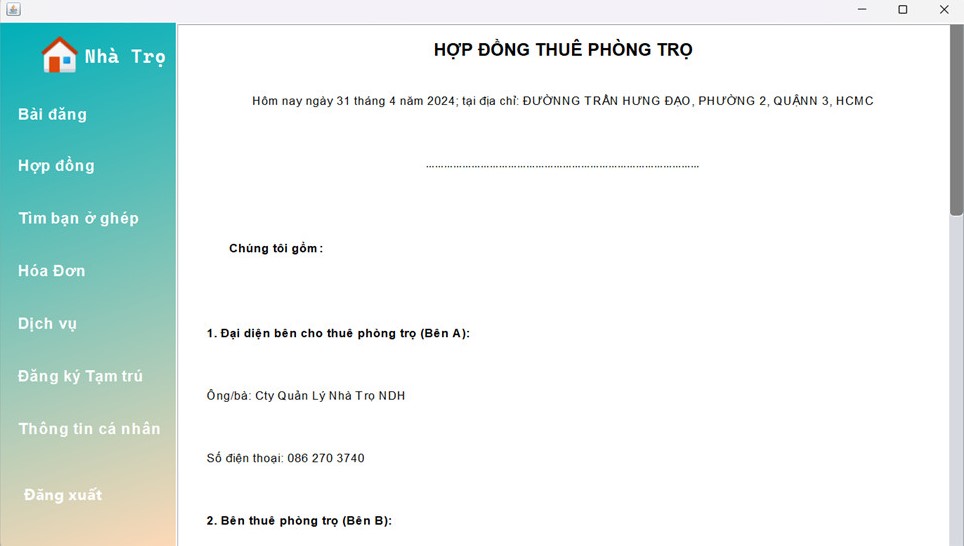 Nhà Trọ
Bài đăng
Hợp đồng
Tìm bạn ở ghép
Hóa Đơn
Dịch vụ
Đăng ký Tạm trú
Thông tin cá nhân
Đăng xuất
HỢP ĐỒNG THUÊ PHÒNG TRỌ
Hôm nay ngày 31 tháng 4 năm 2024; tại địa chỉ: ĐƯỜNNG TRẦN HƯNG ĐẠO, PHƯỜNG 2, QUẬNN 3, HCMC
...........................................................................................
Chúng tôi gồm:
1. Đại diện bên cho thuê phòng trọ (Bên A):
Ông/bà: Cty Quản Lý Nhà Trọ NDH
Số điện thoại: 086 270 3740
2. Bên thuê phòng trọ (Bên B):